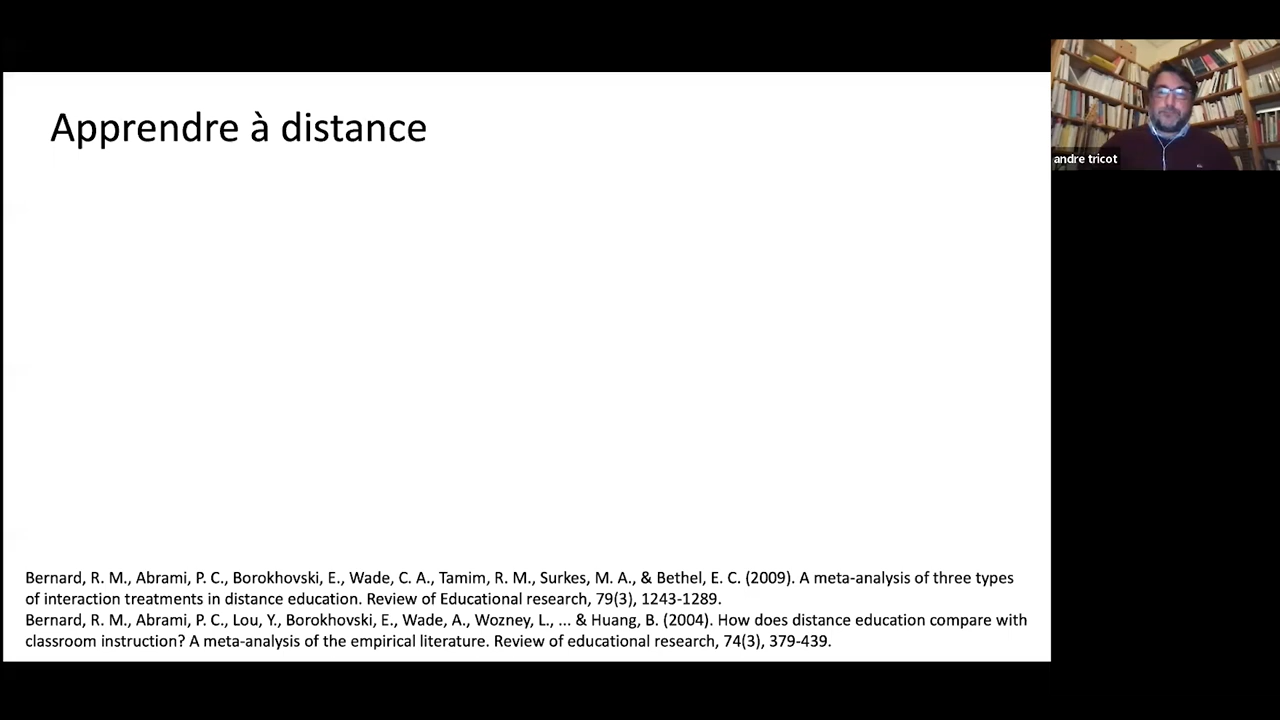 Apprendre à distance
andre tricot
Bernard, R. M., Abrami, P. C., Borokhovski, E., Wade, C. A., Tamim, R. M., Surkes, M. A., & Bethel, E. C. (2009). A meta-analysis of three types
of interaction treatments in distance education. Review of Educational research, 79(3), 1243-1289.
Bernard, R. M., Abrami, P. C., Lou, Y., Borokhovski, E., Wade, A., Wozney, L., ... & Huang, B. (2004). How does distance education compare with
classroom instruction? A meta-analysis of the empirical literature. Review of educational research, 74(3), 379-439.